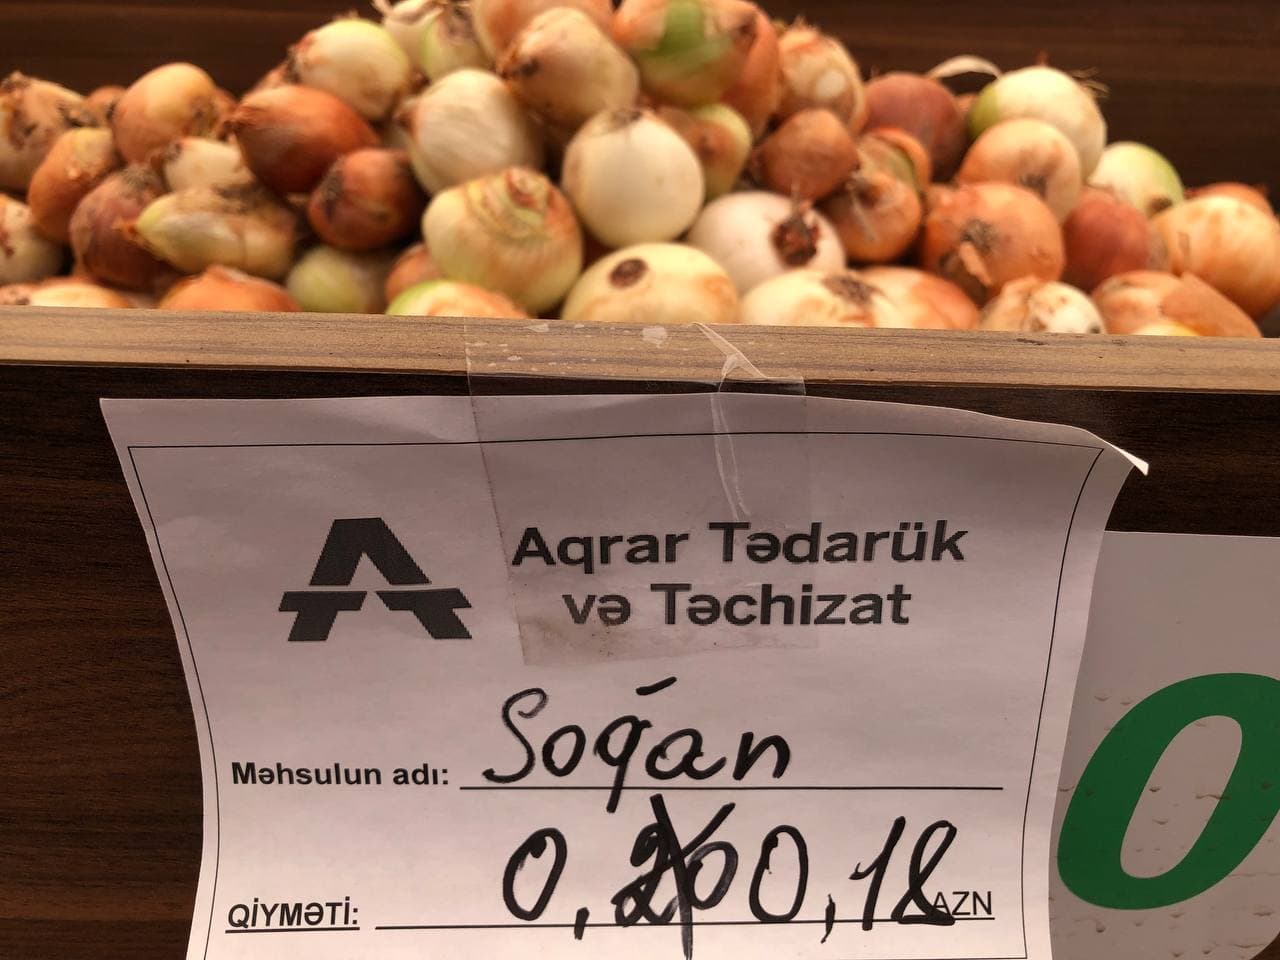 Aqrar Tədarük
və Təchizat
Məhsulun adı: Soğan
QİYMƏTİ: 0,20 0,18 AZN
0